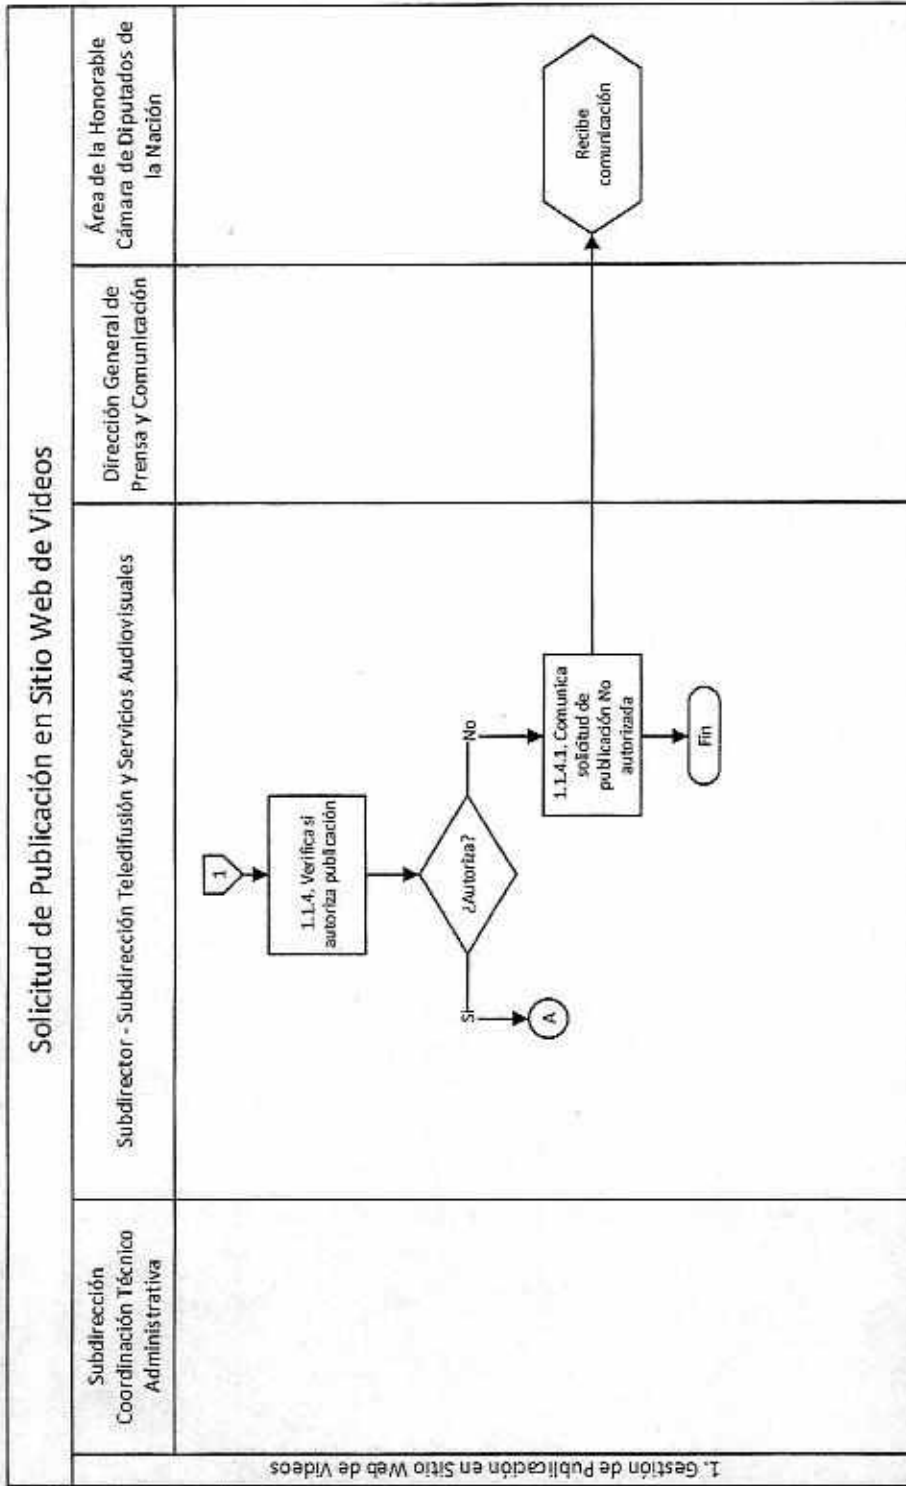 Solicitud de Publicación en Sitio Web de Videos
Subdirección
Coordinación Técnico
Administrativa
Subdirector - Subdirección Teledifusión y Servicios Audiovisuales
Dirección General de
Prensa y Comunicación
Área de la Honorable
Cámara de Diputados de
la Nación
1. Gestión de Publicación en Sitio Web de Videos
1
1.1.4. Verifica si
autoriza publicación
¿Autoriza?
Si
No
A
1.1.4.1. Comunica
solicitud de
publicación No
autorizada
Recibe
comunicación
Fin